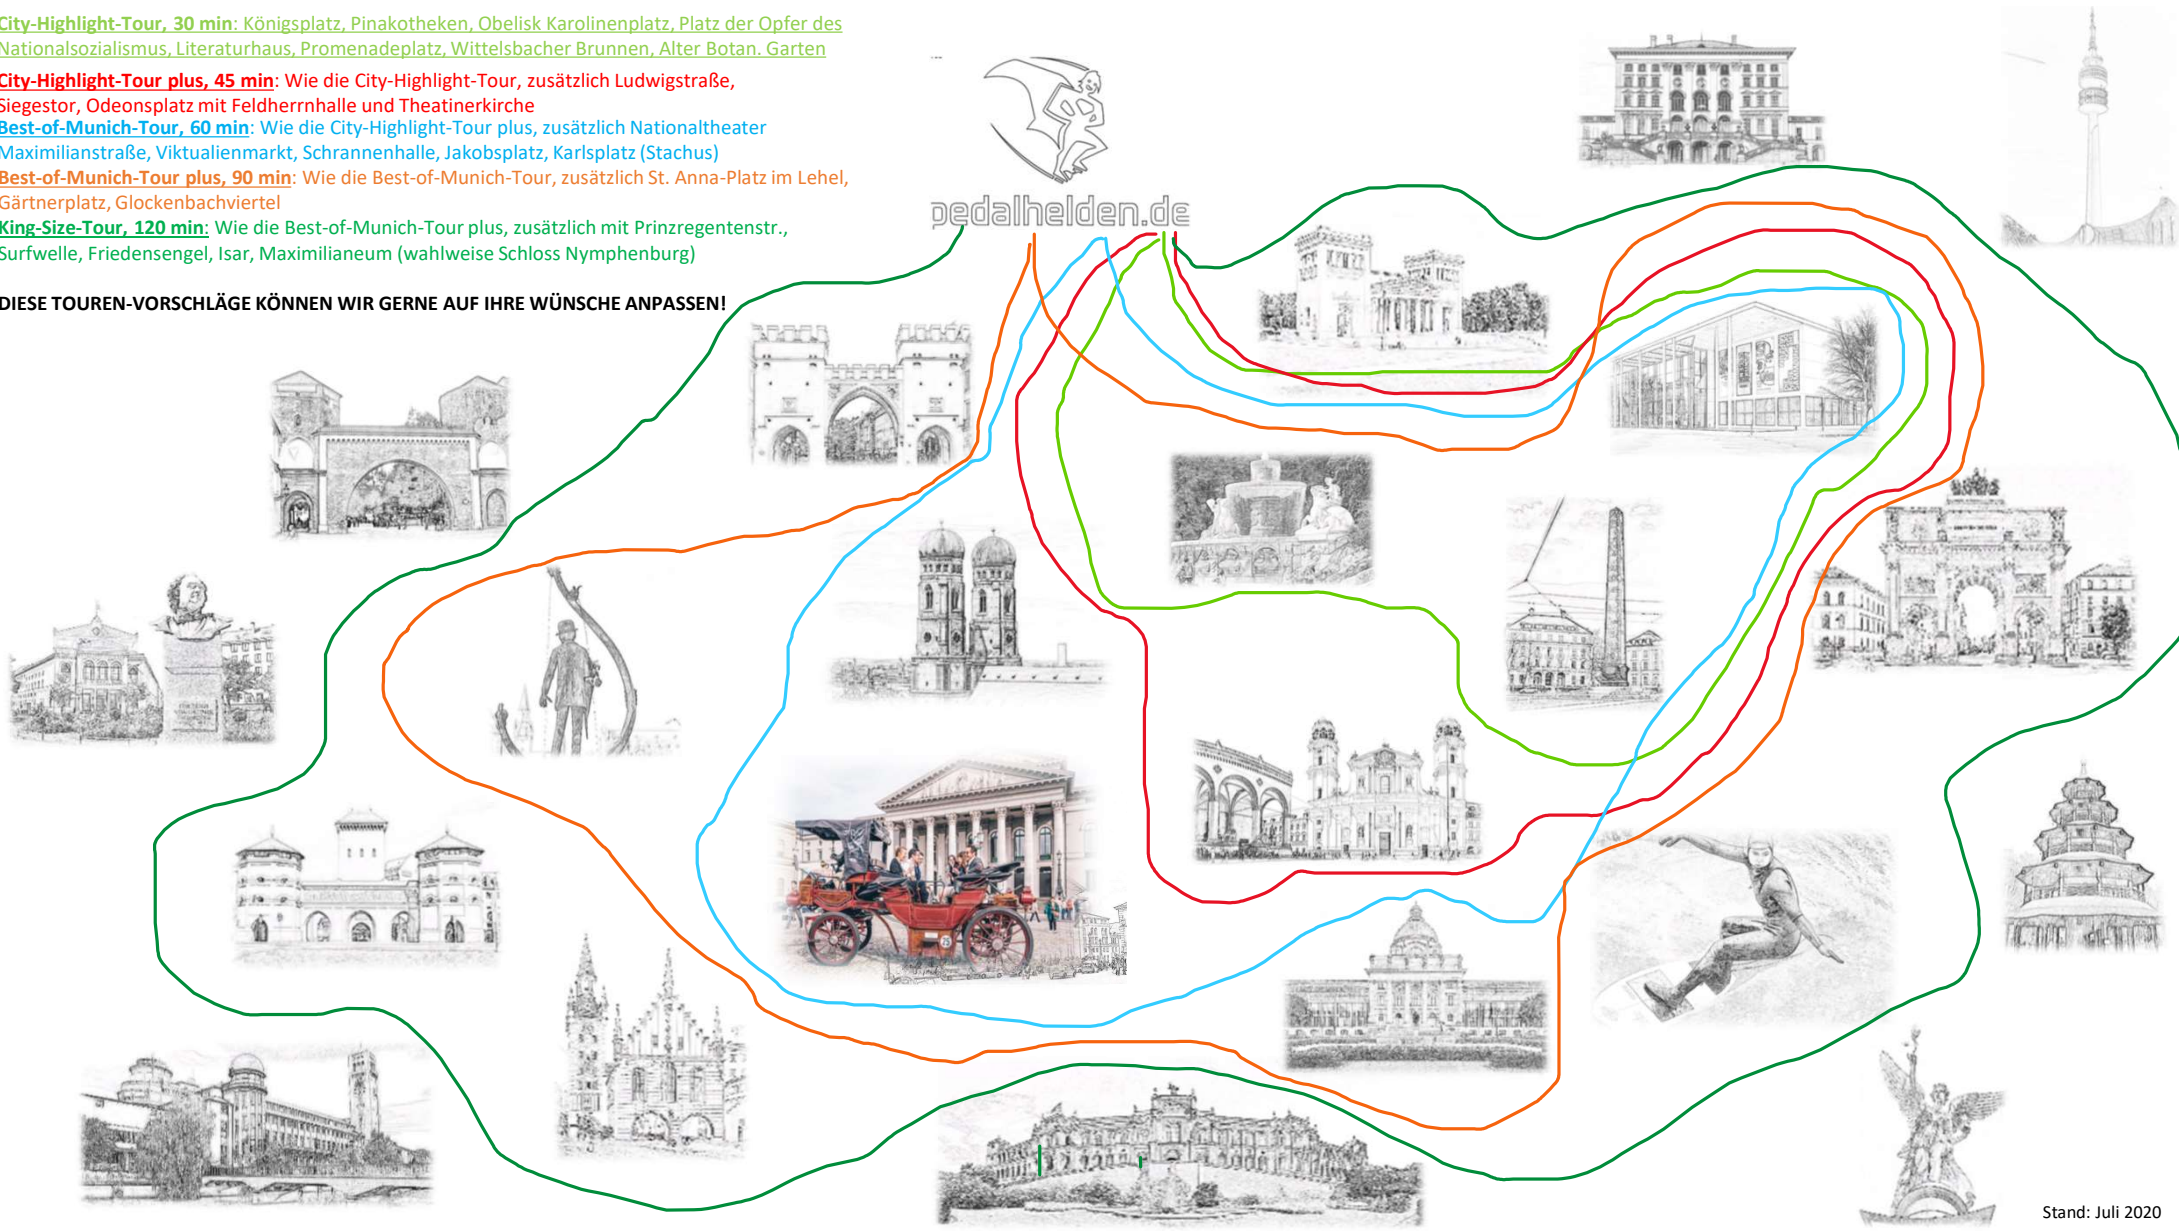 City-Highlight-Tour, 30 min: Königsplatz, Pinakotheken, Obelisk Karolinenplatz, Platz der Opfer des
Nationalsozialismus, Literaturhaus, Promenadeplatz, Wittelsbacher Brunnen, Alter Botan. Garten
City-Highlight-Tour plus, 45 min: Wie die City-Highlight-Tour, zusätzlich Ludwigstraße,
Siegestor, Odeonsplatz mit Feldherrnhalle und Theatinerkirche
Best-of-Munich-Tour, 60 min: Wie die City-Highlight-Tour plus, zusätzlich Nationaltheater
Maximilianstraße, Viktualienmarkt, Schrannenhalle, Jakobsplatz, Karlsplatz (Stachus)
Best-of-Munich-Tour plus, 90 min: Wie die Best-of-Munich-Tour, zusätzlich St. Anna-Platz im Lehel,
Gärtnerplatz, Glockenbachviertel
King-Size-Tour, 120 min: Wie die Best-of-Munich-Tour plus, zusätzlich mit Prinzregentenstr.,
Surfwelle, Friedensengel, Isar, Maximilianeum (wahlweise Schloss Nymphenburg)
DIESE TOUREN-VORSCHLÄGE KÖNNEN WIR GERNE AUF IHRE WÜNSCHE ANPASSEN!
pedalhelden.de
Stand: Juli 2020